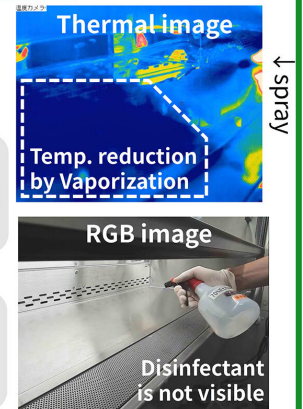 温度カメラ
Thermal image
Temp. reduction
by Vaporization
↓ spray
RGB image
Disinfectant
is not visible